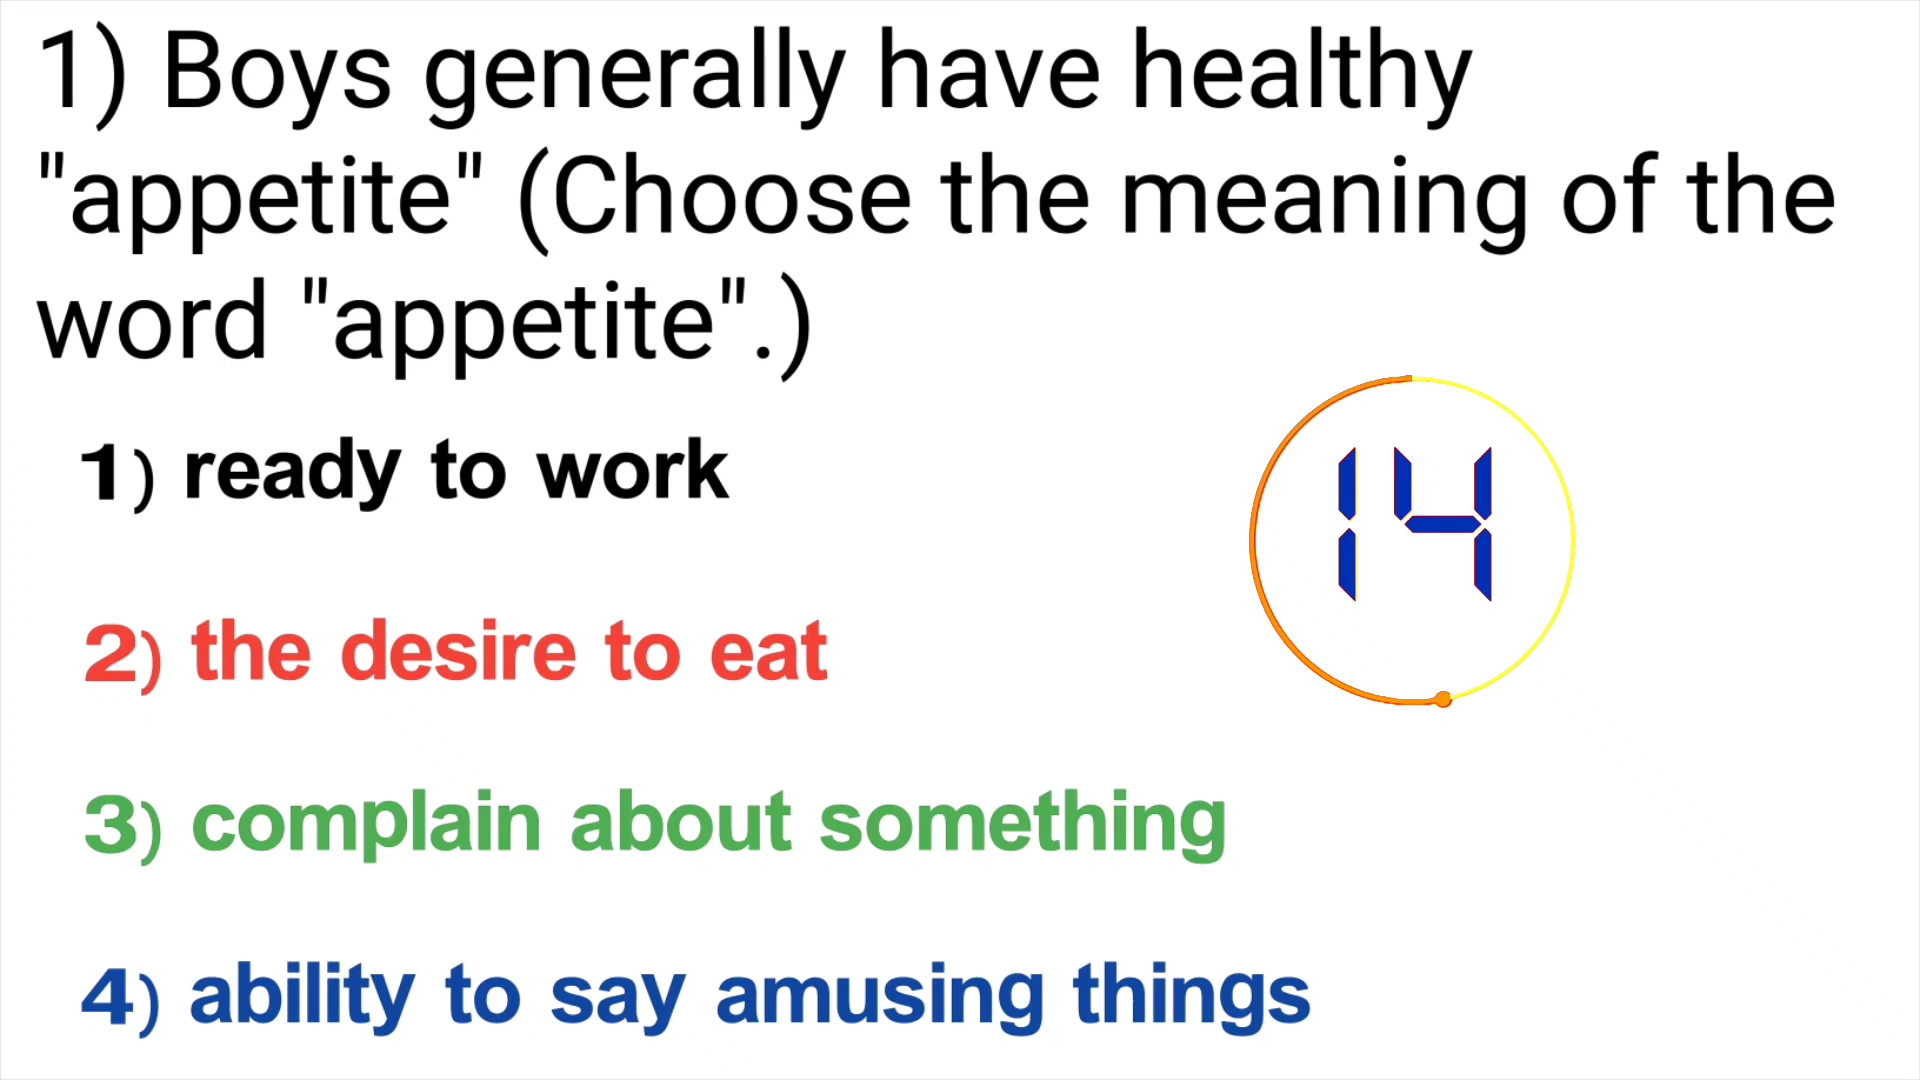 1) Boys generally have healthy
"appetite" (Choose the meaning of the
word "appetite".)
1) ready to work
14
2) the desire to eat
3) complain about something
4) ability to say amusing things